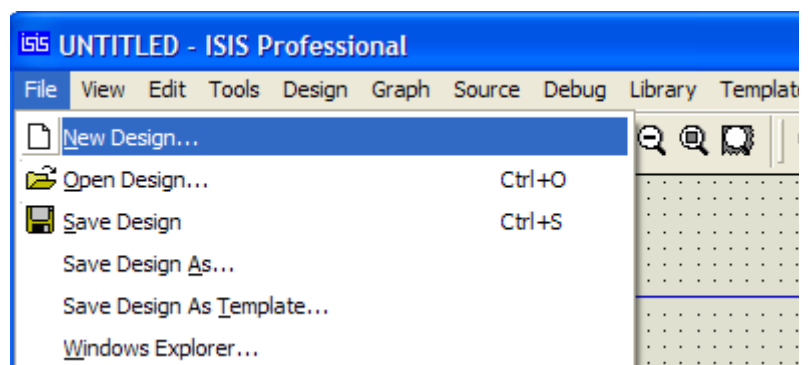 isis UNTITLED - ISIS Professional
File View Edit Tools Design Graph Source Debug Library Templat
New Design...
Open Design... Ctrl+O
Save Design Ctrl+S
Save Design As...
Save Design As Template...
Windows Explorer...